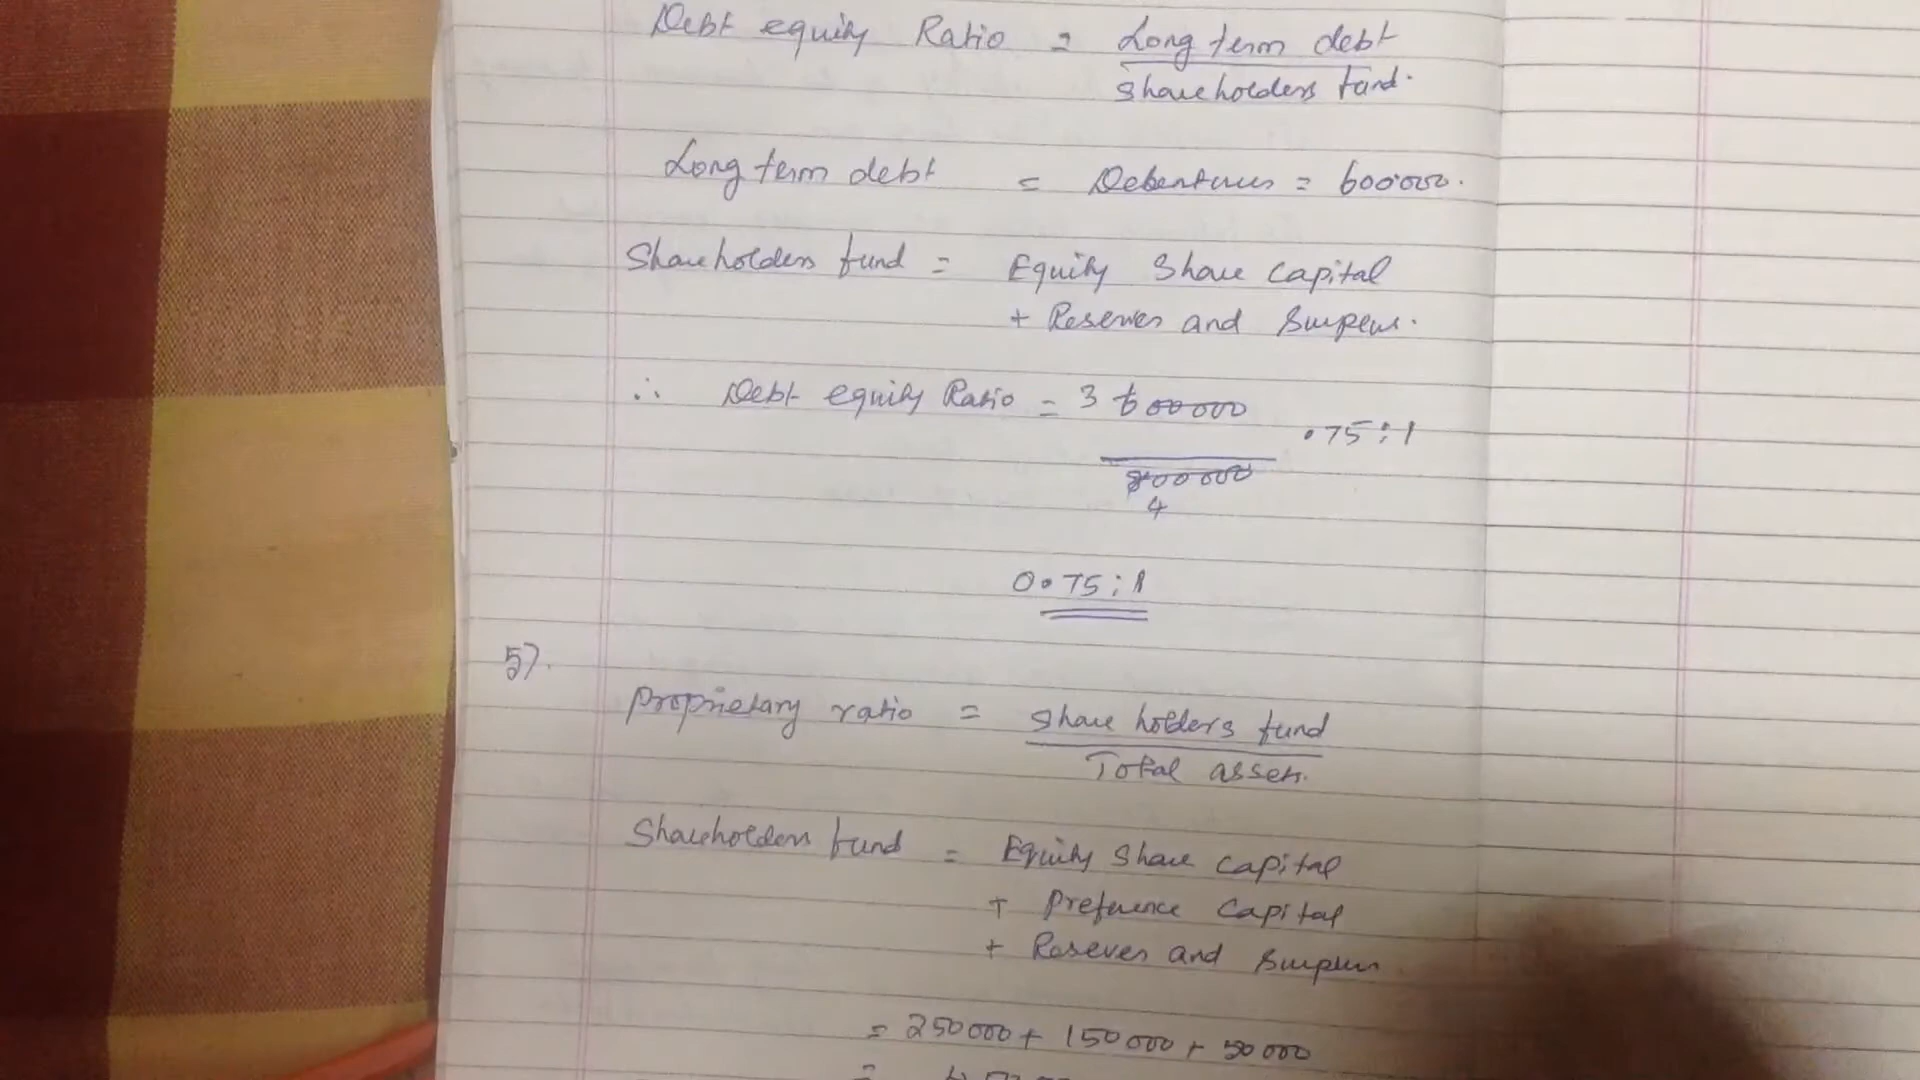 Debt equity Ratio = Long term debt
Shareholders fund.
Long term debt = Debentures = 600000.
Shareholders fund = Equity Share Capital
+ Reserves and Surplus.
∴ Debt equity Ratio = 3 600000
.75:1
800000
4
0.75:1
57.
Proprietary ratio = Share holders fund
Total assets.
Shareholders fund = Equity Share Capital
+ Preference Capital
+ Reseves and Surplus
= 250000 + 150000 + 50000
=